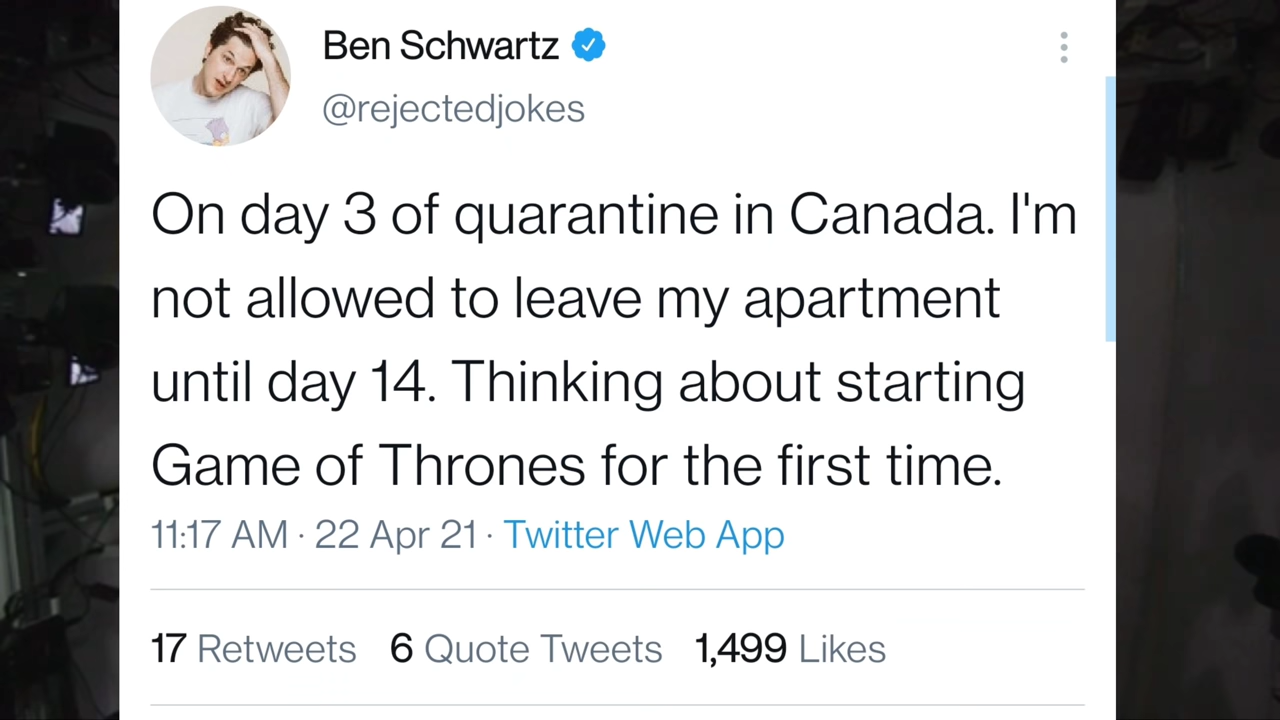 Ben Schwartz
@rejectedjokes
On day 3 of quarantine in Canada. I'm
not allowed to leave my apartment
until day 14. Thinking about starting
Game of Thrones for the first time.
11:17 AM · 22 Apr 21 · Twitter Web App
17 Retweets 6 Quote Tweets 1,499 Likes